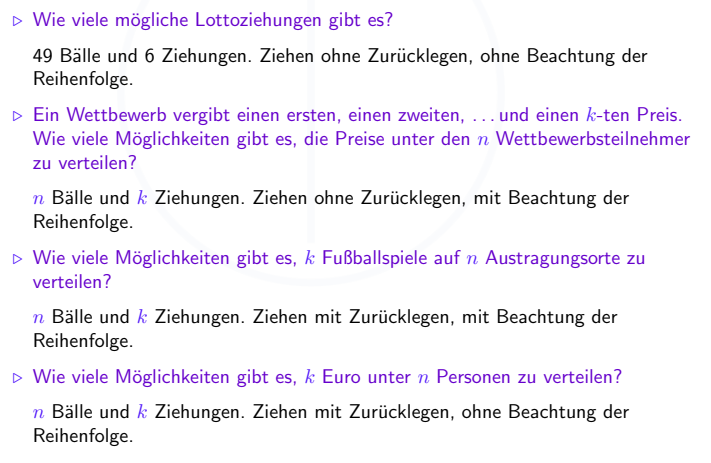 ▷ Wie viele mögliche Lottoziehungen gibt es?
49 Bälle und 6 Ziehungen. Ziehen ohne Zurücklegen, ohne Beachtung der
Reihenfolge.
▷ Ein Wettbewerb vergibt einen ersten, einen zweiten, ... und einen k-ten Preis.
Wie viele Möglichkeiten gibt es, die Preise unter den n Wettbewerbsteilnehmer
zu verteilen?
n Bälle und k Ziehungen. Ziehen ohne Zurücklegen, mit Beachtung der
Reihenfolge.
▷ Wie viele Möglichkeiten gibt es, k Fußballspiele auf n Austragungsorte zu
verteilen?
n Bälle und k Ziehungen. Ziehen mit Zurücklegen, mit Beachtung der
Reihenfolge.
▷ Wie viele Möglichkeiten gibt es, k Euro unter n Personen zu verteilen?
n Bälle und k Ziehungen. Ziehen mit Zurücklegen, ohne Beachtung der
Reihenfolge.